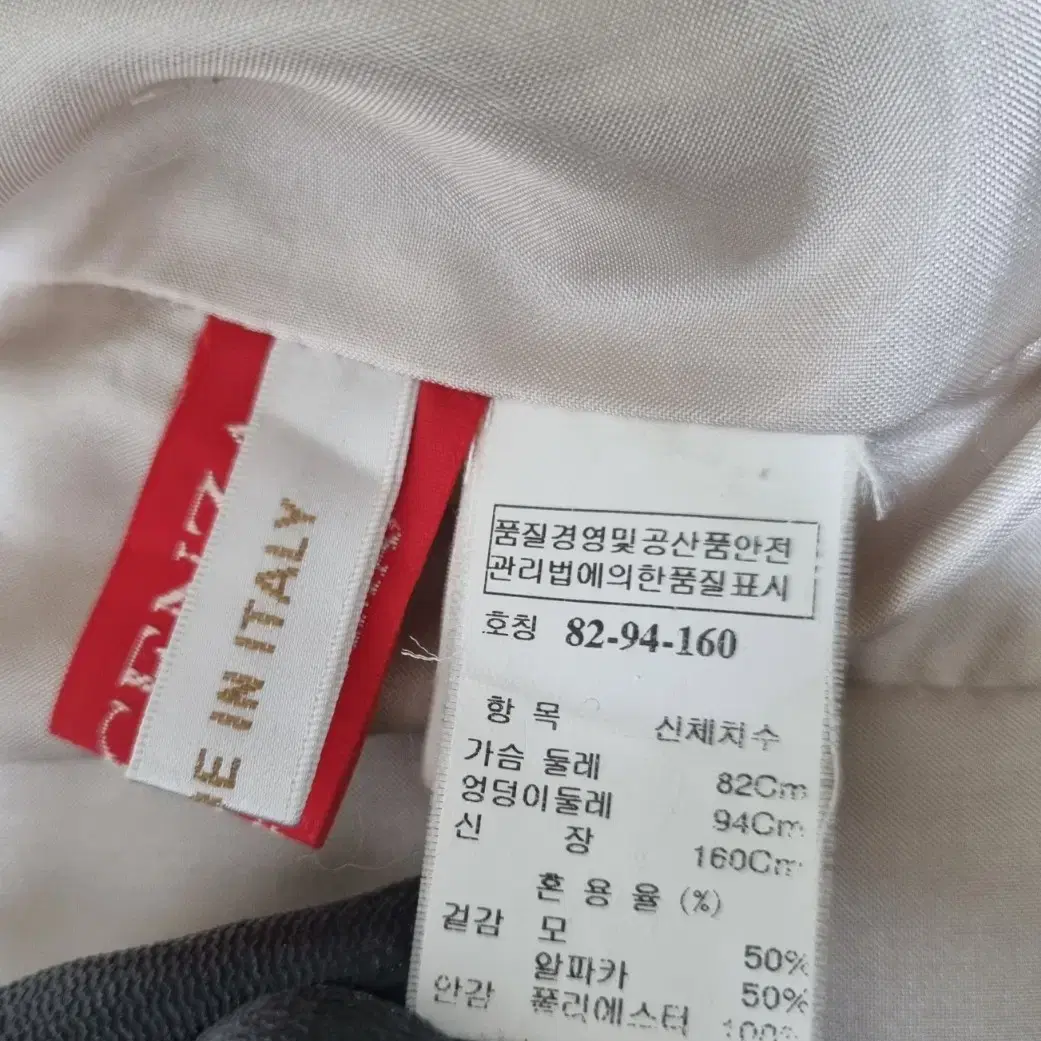 MADE IN ITALY
품질경영및공산품안전
관리법에의한품질표시
호칭 82-94-160
항 목 신체치수
가슴 둘레 82Cm
엉덩이둘레 94Cm
신 장 160Cm
혼 용 율 (%)
겉감 모 50%
알파카 50%
안감 폴리에스터 100%